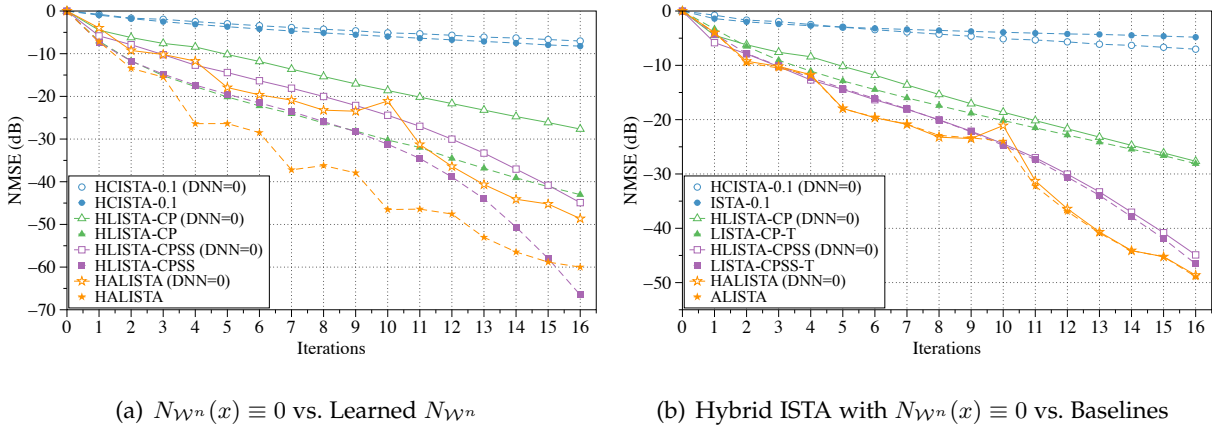 0
−10
−20
−30
−40
−50
−60
−70
NMSE (dB)
HCISTA-0.1 (DNN=0)
HCISTA-0.1
HLISTA-CP (DNN=0)
HLISTA-CP
HLISTA-CPSS (DNN=0)
HLISTA-CPSS
HALISTA (DNN=0)
HALISTA
0 1 2 3 4 5 6 7 8 9 10 11 12 13 14 15 16
Iterations
(a) $N_{\mathcal{W}^n}(x) \equiv 0$ vs. Learned $N_{\mathcal{W}^n}$
0
−10
−20
−30
−40
−50
NMSE (dB)
HCISTA-0.1 (DNN=0)
ISTA-0.1
HLISTA-CP (DNN=0)
LISTA-CP-T
HLISTA-CPSS (DNN=0)
LISTA-CPSS-T
HALISTA (DNN=0)
ALISTA
0 1 2 3 4 5 6 7 8 9 10 11 12 13 14 15 16
Iterations
(b) Hybrid ISTA with $N_{\mathcal{W}^n}(x) \equiv 0$ vs. Baselines